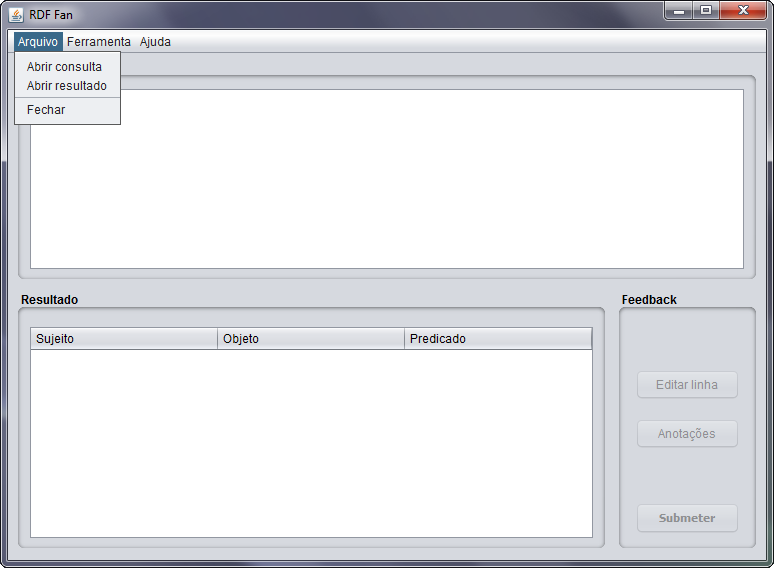 RDF Fan
Arquivo Ferramenta Ajuda
Abrir consulta
Abrir resultado
Fechar
Resultado
Sujeito Objeto Predicado
Feedback
Editar linha
Anotações
Submeter